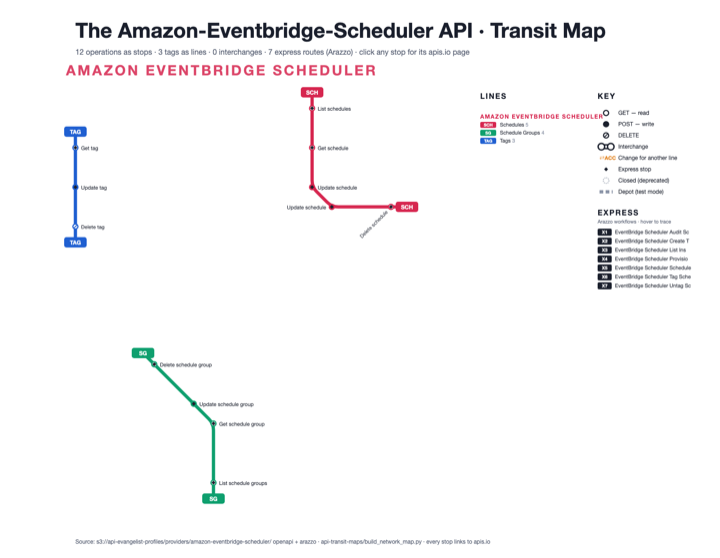 The Amazon-Eventbridge-Scheduler API · Transit Map
12 operations as stops · 3 tags as lines · 0 interchanges · 7 express routes (Arazzo) · click any stop for its apis.io page
AMAZON EVENTBRIDGE SCHEDULER
TAG
Get tag
Update tag
Delete tag
TAG
SCH
List schedules
Get schedule
Update schedule
Update schedule
SCH
Delete schedule
SG
Delete schedule group
Update schedule group
Get schedule group
List schedule groups
SG
LINES
AMAZON EVENTBRIDGE SCHEDULER
SCH Schedules 5
SG Schedule Groups 4
TAG Tags 3
KEY
GET — read
POST — write
DELETE
Interchange
Change for another line
Express stop
Closed (deprecated)
Depot (test mode)
EXPRESS
Arazzo workflows · hover to trace
X1 EventBridge Scheduler Audit Sc
X2 EventBridge Scheduler Create T
X3 EventBridge Scheduler List Ins
X4 EventBridge Scheduler Provisio
X5 EventBridge Scheduler Schedule
X6 EventBridge Scheduler Tag Sche
X7 EventBridge Scheduler Untag Sc
Source: s3://api-evangelist-profiles/providers/amazon-eventbridge-scheduler/ openapi + arazzo · api-transit-maps/build_network_map.py · every stop links to apis.io